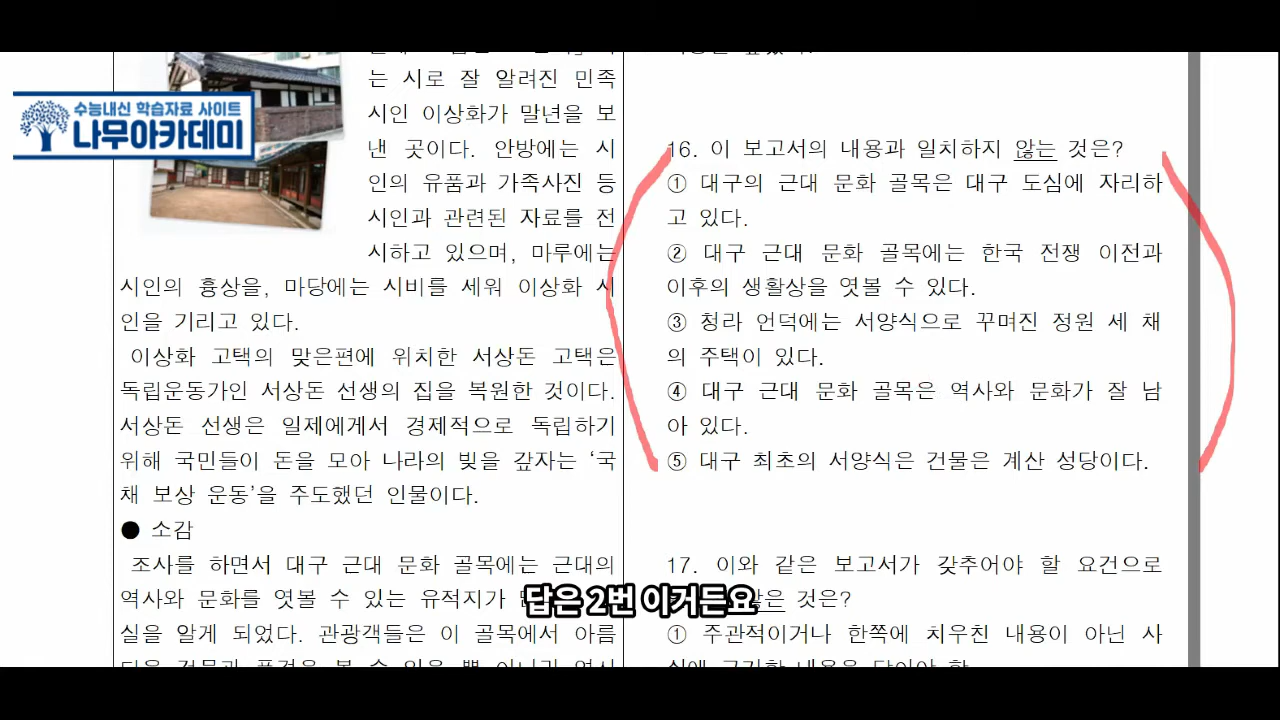 수능내신 학습자료 사이트
나무아카데미
는 시로 잘 알려진 민족
시인 이상화가 말년을 보
낸 곳이다. 안방에는 시
인의 유품과 가족사진 등
시인과 관련된 자료를 전
시하고 있으며, 마루에는
시인의 흉상을, 마당에는 시비를 세워 이상화 시
인을 기리고 있다.
이상화 고택의 맞은편에 위치한 서상돈 고택은
독립운동가인 서상돈 선생의 집을 복원한 것이다.
서상돈 선생은 일제에게서 경제적으로 독립하기
위해 국민들이 돈을 모아 나라의 빚을 갚자는 ‘국
채 보상 운동’을 주도했던 인물이다.
● 소감
조사를 하면서 대구 근대 문화 골목에는 근대의
역사와 문화를 엿볼 수 있는 유적지가
실을 알게 되었다. 관광객들은 이 골목에서 아름
16. 이 보고서의 내용과 일치하지 않는 것은?
① 대구의 근대 문화 골목은 대구 도심에 자리하
고 있다.
② 대구 근대 문화 골목에는 한국 전쟁 이전과
이후의 생활상을 엿볼 수 있다.
③ 청라 언덕에는 서양식으로 꾸며진 정원 세 채
의 주택이 있다.
④ 대구 근대 문화 골목은 역사와 문화가 잘 남
아 있다.
⑤ 대구 최초의 서양식은 건물은 계산 성당이다.
17. 이와 같은 보고서가 갖추어야 할 요건으로
것은?
① 주관적이거나 한쪽에 치우친 내용이 아닌 사
답은 2번 이거든요